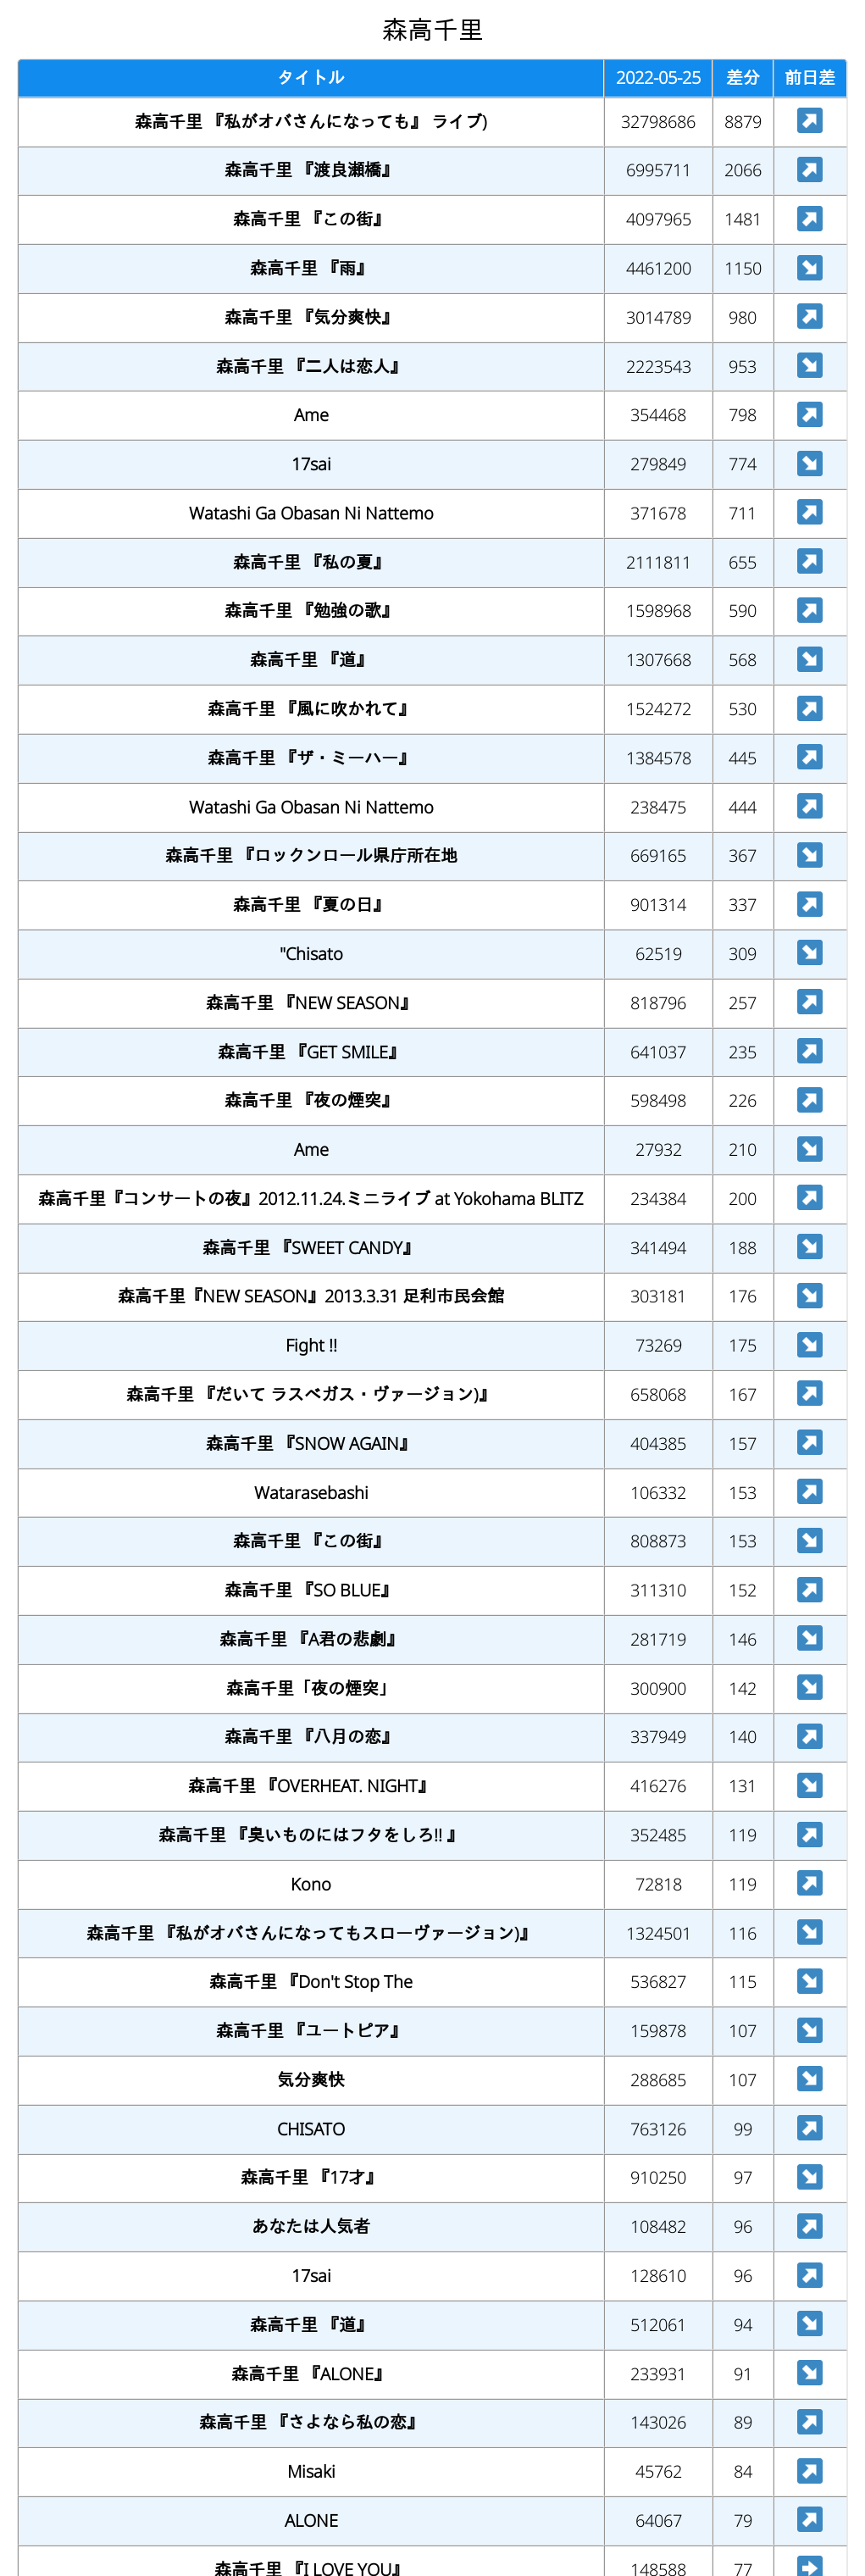 森高千里
タイトル 2022-05-25 差分 前日差
森高千里 『私がオバさんになっても』 ライブ) 32798686 8879 ↗
森高千里 『渡良瀬橋』 6995711 2066 ↗
森高千里 『この街』 4097965 1481 ↗
森高千里 『雨』 4461200 1150 ↘
森高千里 『気分爽快』 3014789 980 ↗
森高千里 『二人は恋人』 2223543 953 ↘
Ame 354468 798 ↗
17sai 279849 774 ↘
Watashi Ga Obasan Ni Nattemo 371678 711 ↗
森高千里 『私の夏』 2111811 655 ↗
森高千里 『勉強の歌』 1598968 590 ↗
森高千里 『道』 1307668 568 ↘
森高千里 『風に吹かれて』 1524272 530 ↗
森高千里 『ザ・ミーハー』 1384578 445 ↗
Watashi Ga Obasan Ni Nattemo 238475 444 ↗
森高千里 『ロックンロール県庁所在地 669165 367 ↘
森高千里 『夏の日』 901314 337 ↗
"Chisato 62519 309 ↘
森高千里 『NEW SEASON』 818796 257 ↗
森高千里 『GET SMILE』 641037 235 ↗
森高千里 『夜の煙突』 598498 226 ↗
Ame 27932 210 ↘
森高千里『コンサートの夜』2012.11.24.ミニライブ at Yokohama BLITZ 234384 200 ↗
森高千里 『SWEET CANDY』 341494 188 ↘
森高千里『NEW SEASON』2013.3.31 足利市民会館 303181 176 ↘
Fight !! 73269 175 ↘
森高千里 『だいて ラスベガス・ヴァージョン)』 658068 167 ↗
森高千里 『SNOW AGAIN』 404385 157 ↗
Watarasebashi 106332 153 ↗
森高千里 『この街』 808873 153 ↘
森高千里 『SO BLUE』 311310 152 ↗
森高千里 『A君の悲劇』 281719 146 ↘
森高千里「夜の煙突」 300900 142 ↘
森高千里 『八月の恋』 337949 140 ↗
森高千里 『OVERHEAT. NIGHT』 416276 131 ↘
森高千里 『臭いものにはフタをしろ!! 』 352485 119 ↗
Kono 72818 119 ↗
森高千里 『私がオバさんになってもスローヴァージョン)』 1324501 116 ↘
森高千里 『Don't Stop The 536827 115 ↘
森高千里 『ユートピア』 159878 107 ↘
気分爽快 288685 107 ↘
CHISATO 763126 99 ↗
森高千里 『17才』 910250 97 ↘
あなたは人気者 108482 96 ↗
17sai 128610 96 ↗
森高千里 『道』 512061 94 ↘
森高千里 『ALONE』 233931 91 ↘
森高千里 『さよなら私の恋』 143026 89 ↗
Misaki 45762 84 ↗
ALONE 64067 79 ↗
森高千里 『I LOVE YOU』 148588 77 →